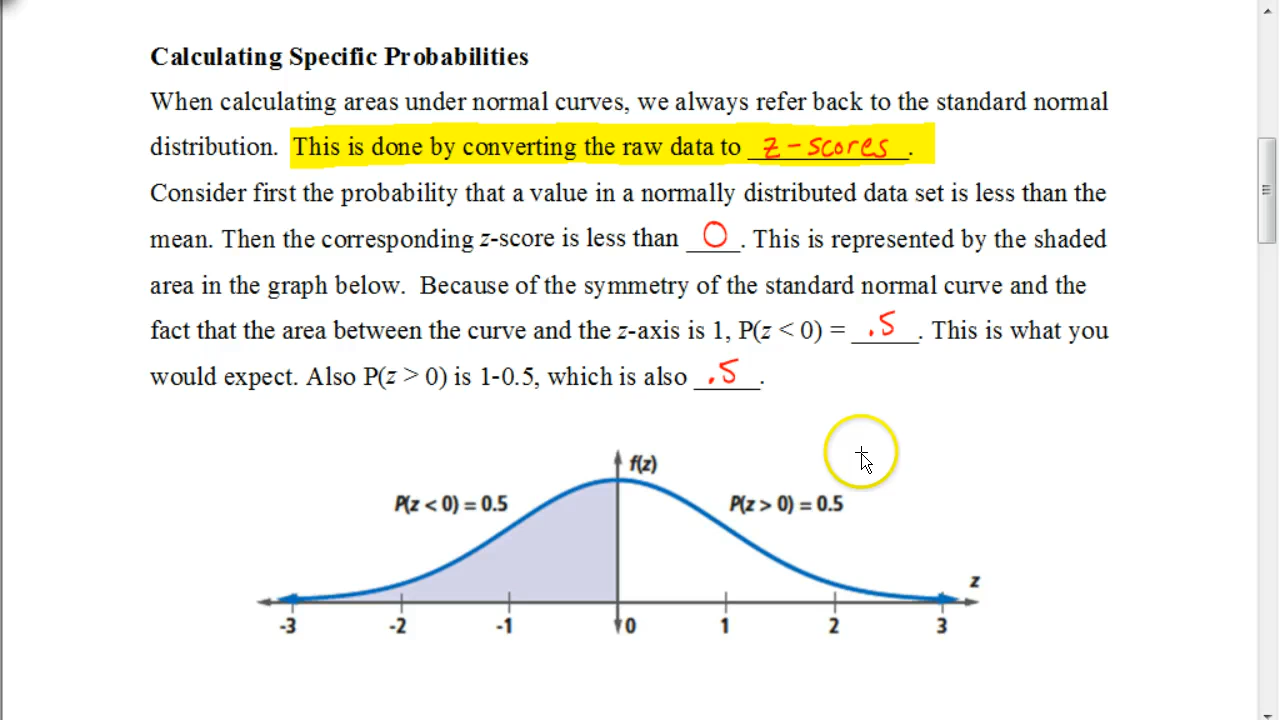 Calculating Specific Probabilities
When calculating areas under normal curves, we always refer back to the standard normal
distribution. This is done by converting the raw data to z-scores.
Consider first the probability that a value in a normally distributed data set is less than the
mean. Then the corresponding z-score is less than 0. This is represented by the shaded
area in the graph below. Because of the symmetry of the standard normal curve and the
fact that the area between the curve and the z-axis is 1, P(z < 0) = .5. This is what you
would expect. Also P(z > 0) is 1-0.5, which is also .5.
f(z)
P(z < 0) = 0.5 P(z > 0) = 0.5
z
-3 -2 -1 0 1 2 3